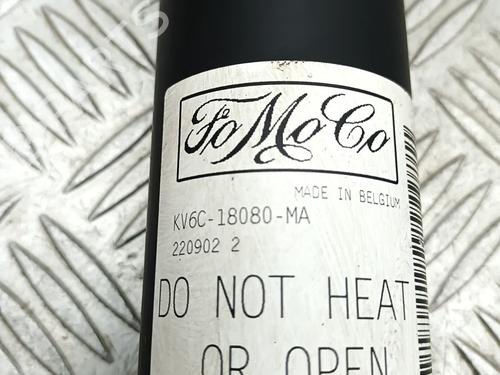 FoMoCo
MADE IN BELGIUM
KV6C-18080-MA
220902 2
DO NOT HEAT
OR OPEN